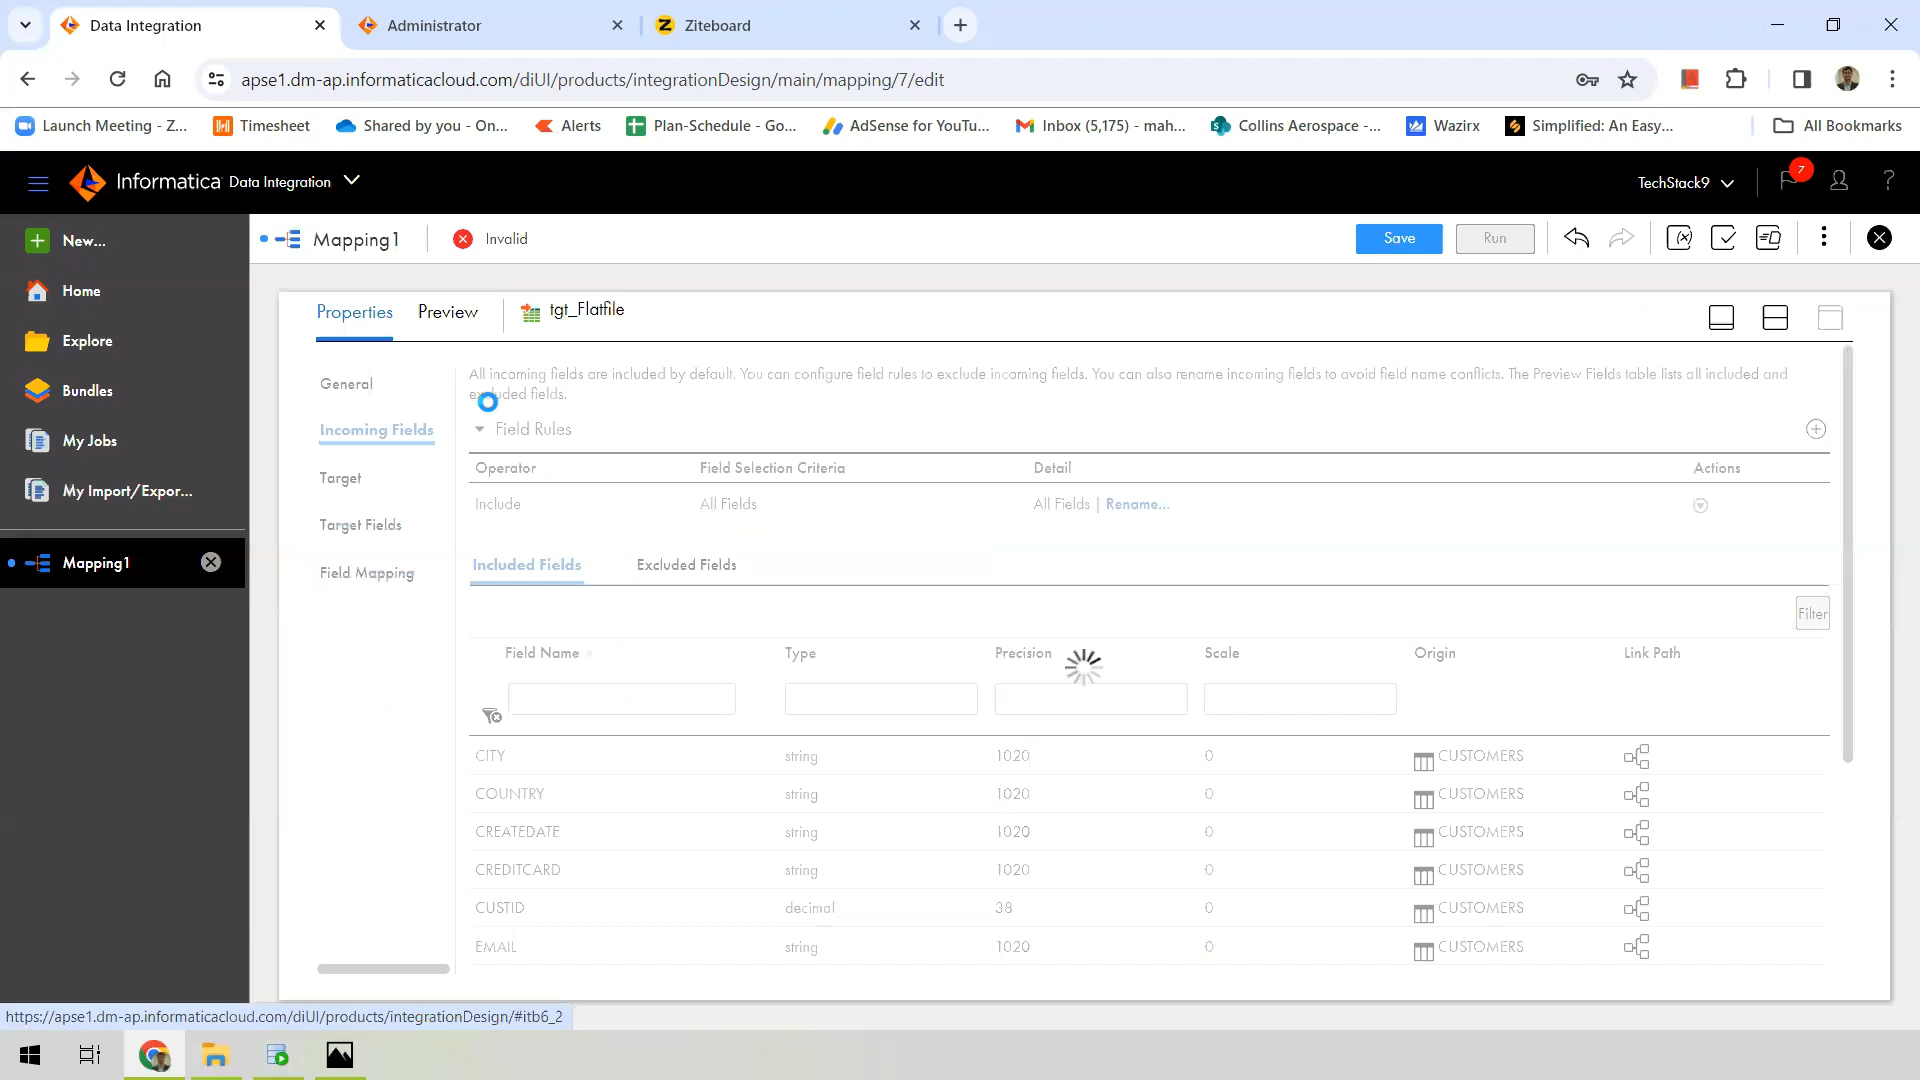 Data Integration
Administrator
Ziteboard
apse1.dm-ap.informaticacloud.com/diUI/products/integrationDesign/main/mapping/7/edit
Launch Meeting - Z...
Timesheet
Shared by you - On...
Alerts
Plan-Schedule - Go...
AdSense for YouTu...
Inbox (5,175) - mah...
Collins Aerospace -...
Wazirx
Simplified: An Easy...
All Bookmarks
Informatica Data Integration
TechStack9
7
?
New...
Home
Explore
Bundles
My Jobs
My Import/Expor...
Mapping1
Mapping1
Invalid
Save
Run
Properties
Preview
tgt_Flatfile
General
Incoming Fields
Target
Target Fields
Field Mapping
All incoming fields are included by default. You can configure field rules to exclude incoming fields. You can also rename incoming fields to avoid field name conflicts. The Preview Fields table lists all included and
excluded fields.
Field Rules
Operator Field Selection Criteria Detail Actions
Include All Fields All Fields | Rename...
Included Fields
Excluded Fields
Filter
Field Name Type Precision Scale Origin Link Path
CITY string 1020 0 CUSTOMERS
COUNTRY string 1020 0 CUSTOMERS
CREATEDATE string 1020 0 CUSTOMERS
CREDITCARD string 1020 0 CUSTOMERS
CUSTID decimal 38 0 CUSTOMERS
EMAIL string 1020 0 CUSTOMERS
https://apse1.dm-ap.informaticacloud.com/diUI/products/integrationDesign/#itb6_2